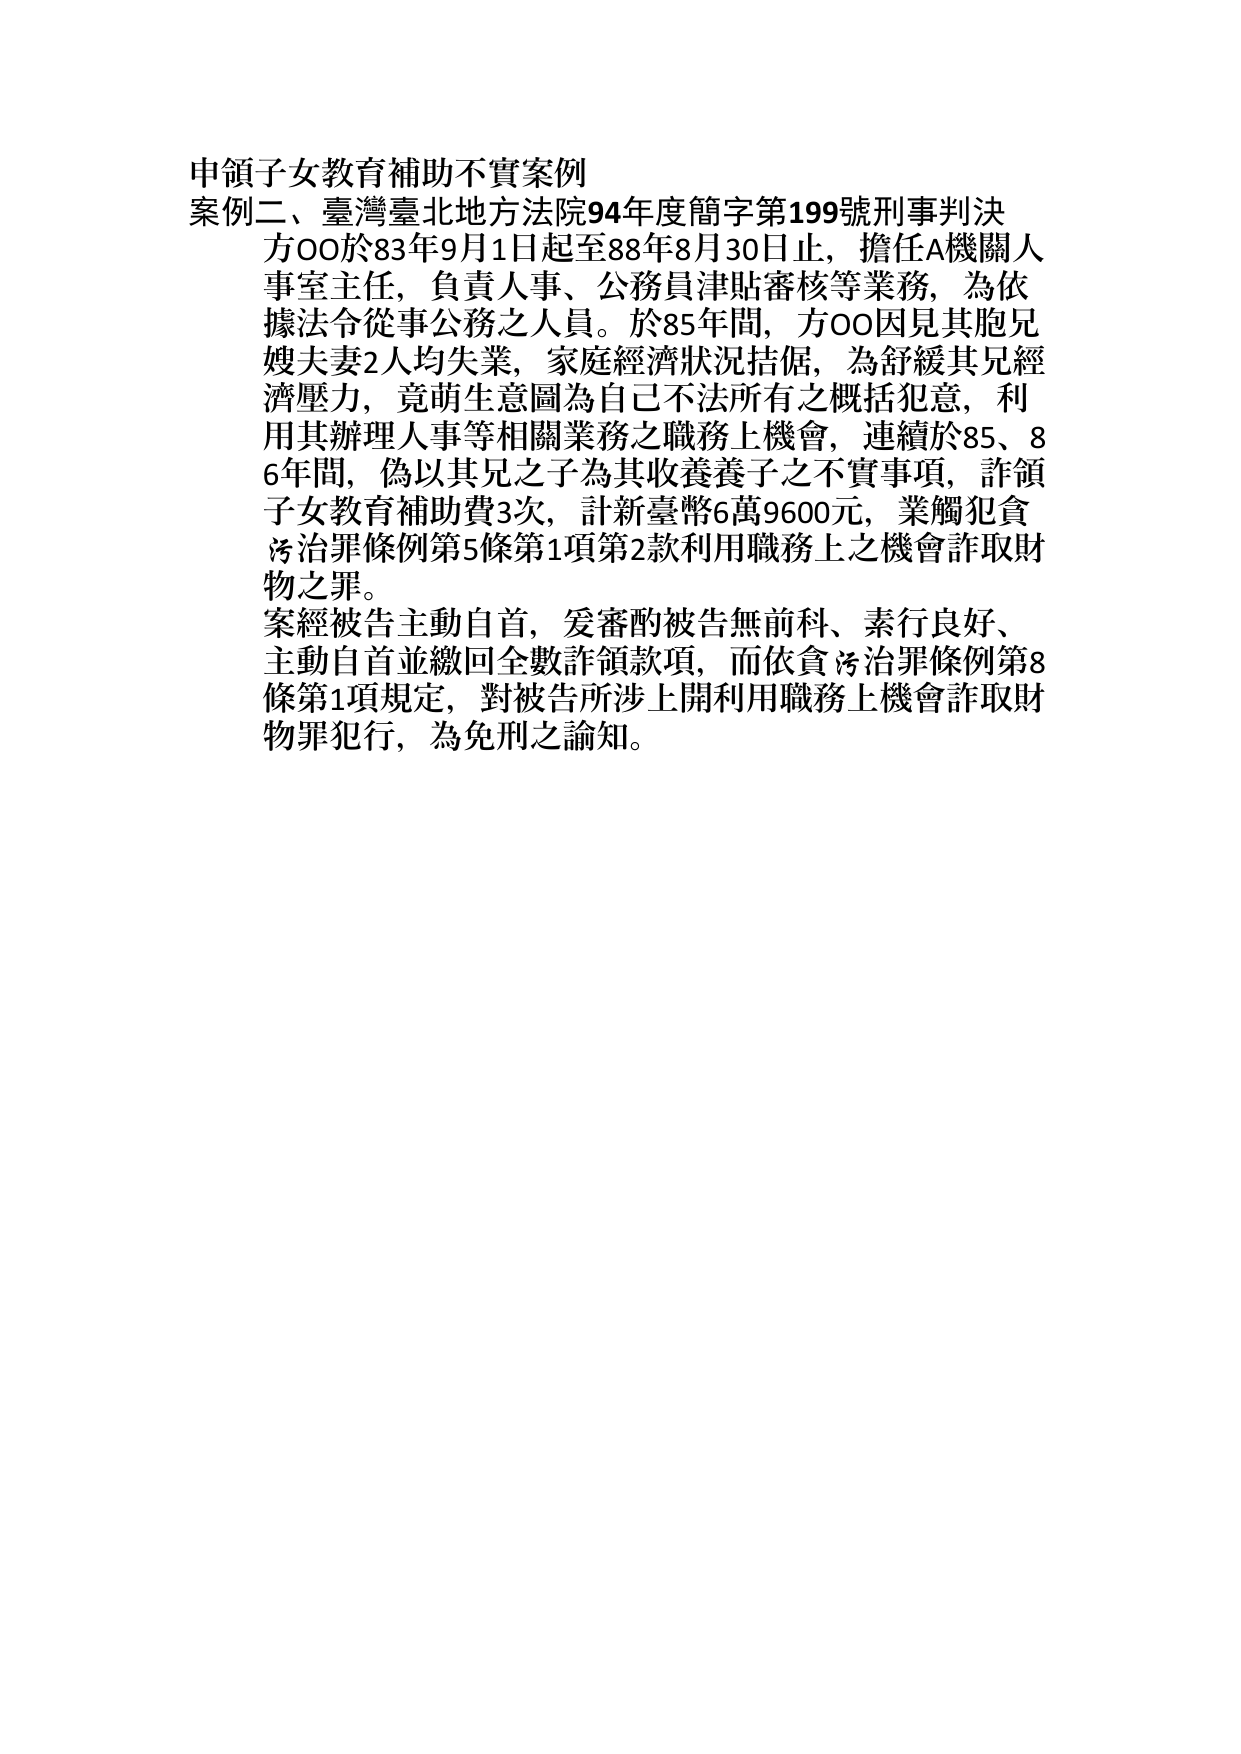 申領子女教育補助不實案例
案例二、臺灣臺北地方法院94年度簡字第199號刑事判決
方OO於83年9月1日起至88年8月30日止，擔任A機關人
事室主任，負責人事、公務員津貼審核等業務，為依
據法令從事公務之人員。於85年間，方OO因見其胞兄
嫂夫妻2人均失業，家庭經濟狀況拮倨，為舒緩其兄經
濟壓力，竟萌生意圖為自己不法所有之概括犯意，利
用其辦理人事等相關業務之職務上機會，連續於85、8
6年間，偽以其兄之子為其收養養子之不實事項，詐領
子女教育補助費3次，計新臺幣6萬9600元，業觸犯貪
污治罪條例第5條第1項第2款利用職務上之機會詐取財
物之罪。
案經被告主動自首，爰審酌被告無前科、素行良好、
主動自首並繳回全數詐領款項，而依貪污治罪條例第8
條第1項規定，對被告所涉上開利用職務上機會詐取財
物罪犯行，為免刑之諭知。